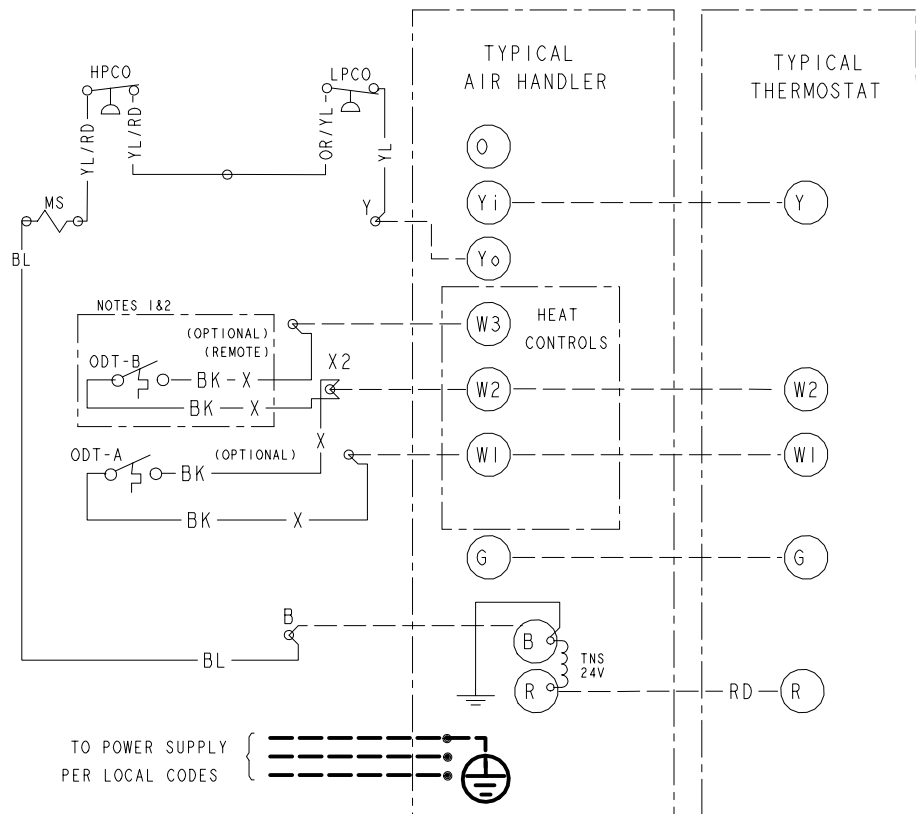 TYPICAL
AIR HANDLER
TYPICAL
THERMOSTAT
HPCO
LPCO
YL/RD
YL/RD
OR/YL
YL
O
MS
Yi
Y
Y
BL
Yo
NOTES 1&2
W3
HEAT
CONTROLS
(OPTIONAL)
(REMOTE)
ODT-B
X2
BK-X
W2
W2
BK
X
X
ODT-A
(OPTIONAL)
W1
W1
BK
BK
X
G
G
B
B
TNS
24V
BL
R
RD
R
TO POWER SUPPLY
PER LOCAL CODES